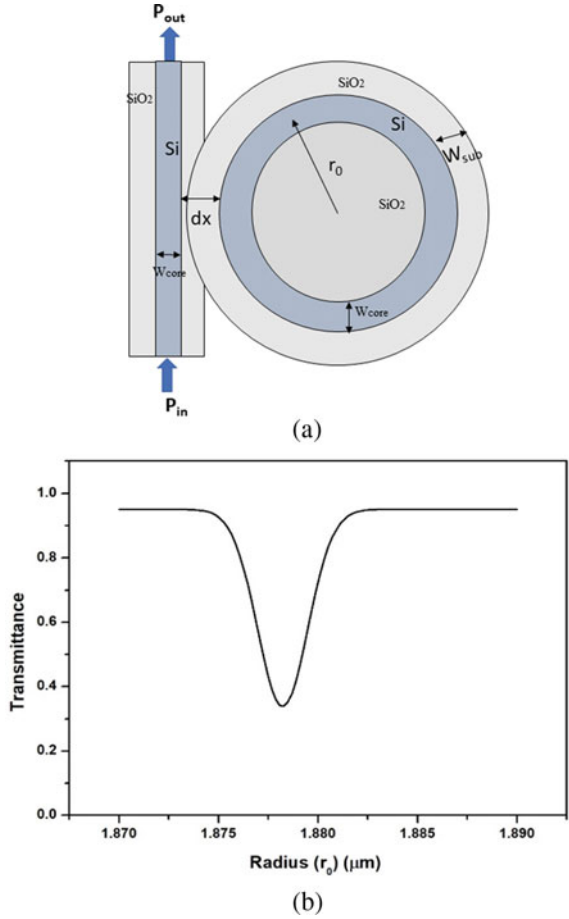 Pout
SiO2
SiO2
Si
Si
Wsub
r0
SiO2
dx
Wcore
Wcore
Pin
(a)
1.0
0.8
0.6
0.4
0.2
0.0
Transmittance
1.870 1.875 1.880 1.885 1.890
Radius (r0) (μm)
(b)